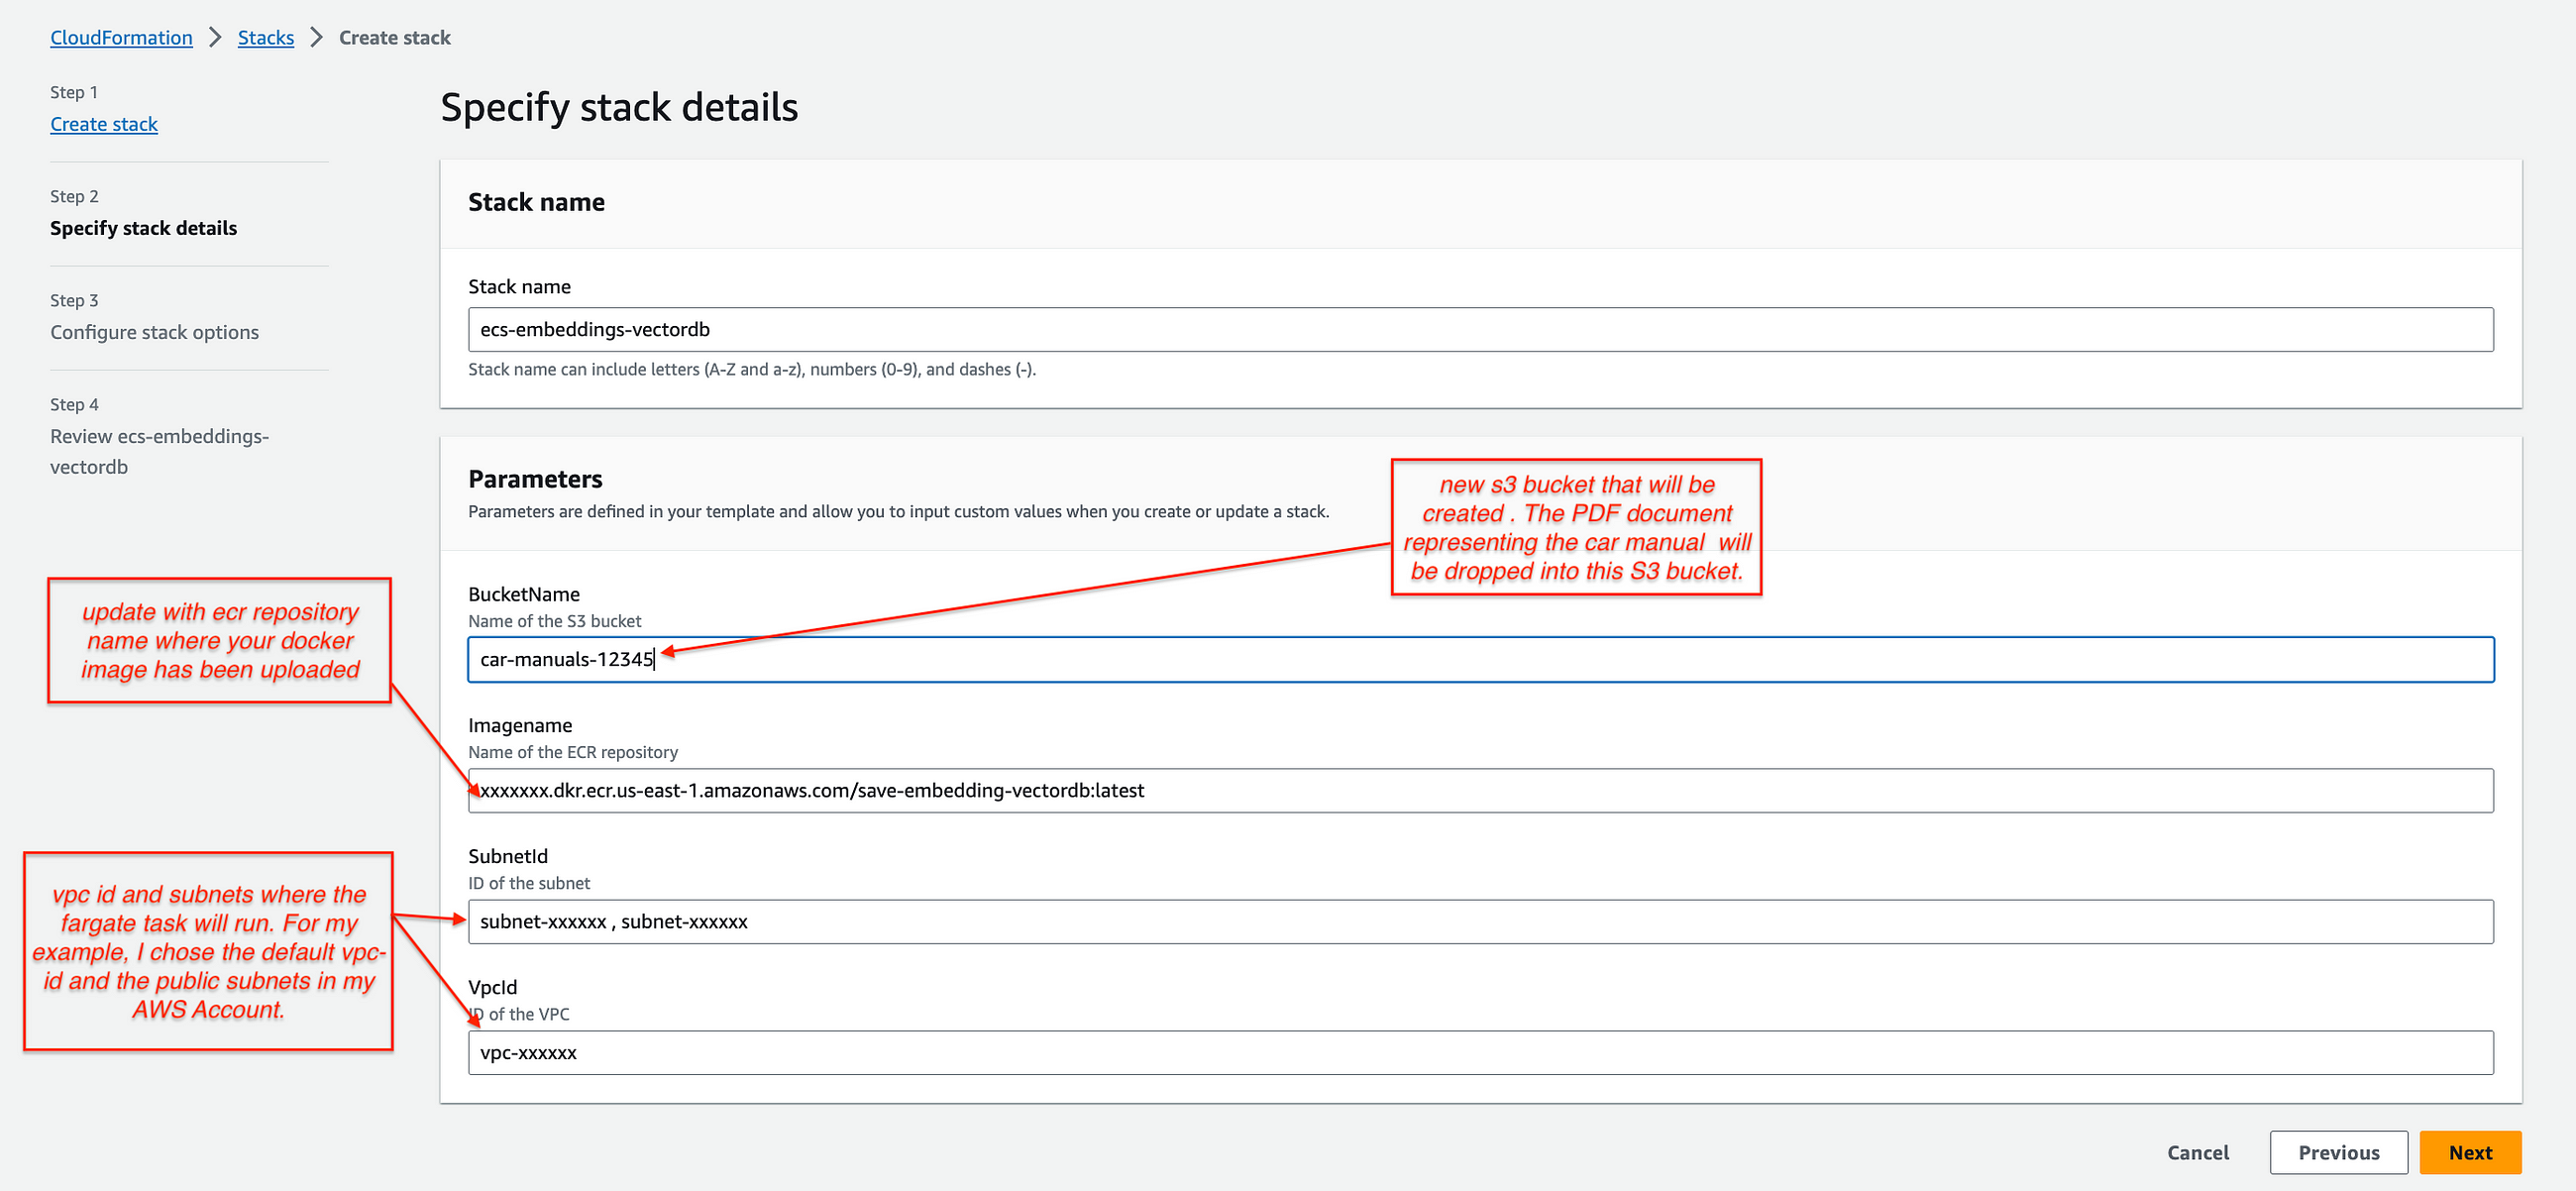 CloudFormation > Stacks > Create stack
Step 1
Create stack
Step 2
Specify stack details
Step 3
Configure stack options
Step 4
Review ecs-embeddings-
vectordb
Specify stack details
Stack name
Stack name
ecs-embeddings-vectordb
Stack name can include letters (A-Z and a-z), numbers (0-9), and dashes (-).
Parameters
Parameters are defined in your template and allow you to input custom values when you create or update a stack.
new s3 bucket that will be
created . The PDF document
representing the car manual will
be dropped into this S3 bucket.
BucketName
Name of the S3 bucket
car-manuals-12345
update with ecr repository
name where your docker
image has been uploaded
Imagename
Name of the ECR repository
xxxxxxx.dkr.ecr.us-east-1.amazonaws.com/save-embedding-vectordb:latest
vpc id and subnets where the
fargate task will run. For my
example, I chose the default vpc-
id and the public subnets in my
AWS Account.
SubnetId
ID of the subnet
subnet-xxxxxx , subnet-xxxxxx
VpcId
ID of the VPC
vpc-xxxxxx
Cancel
Previous
Next